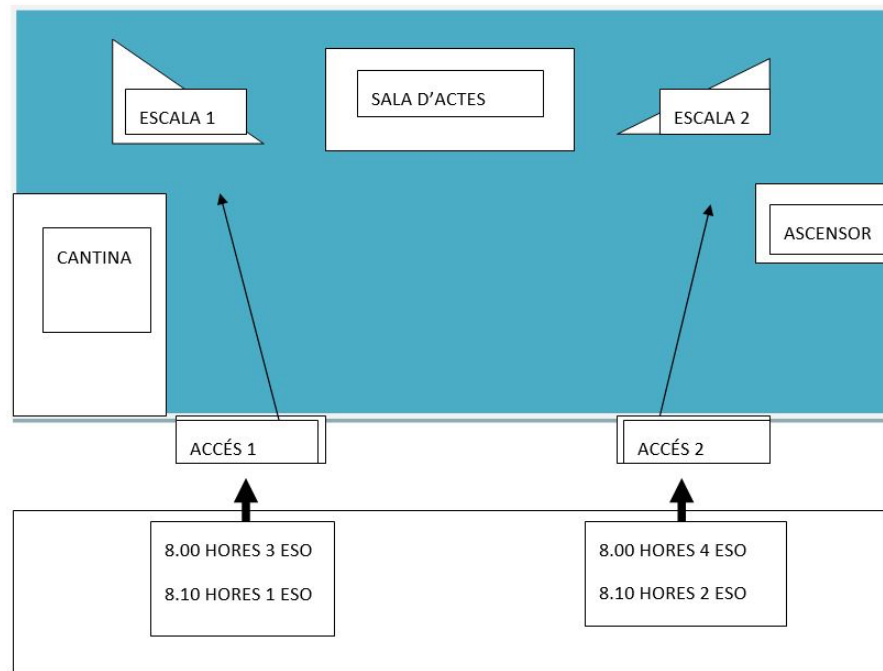 ESCALA 1
SALA D’ACTES
ESCALA 2
CANTINA
ASCENSOR
ACCÉS 1
ACCÉS 2
8.00 HORES 3 ESO
8.10 HORES 1 ESO
8.00 HORES 4 ESO
8.10 HORES 2 ESO